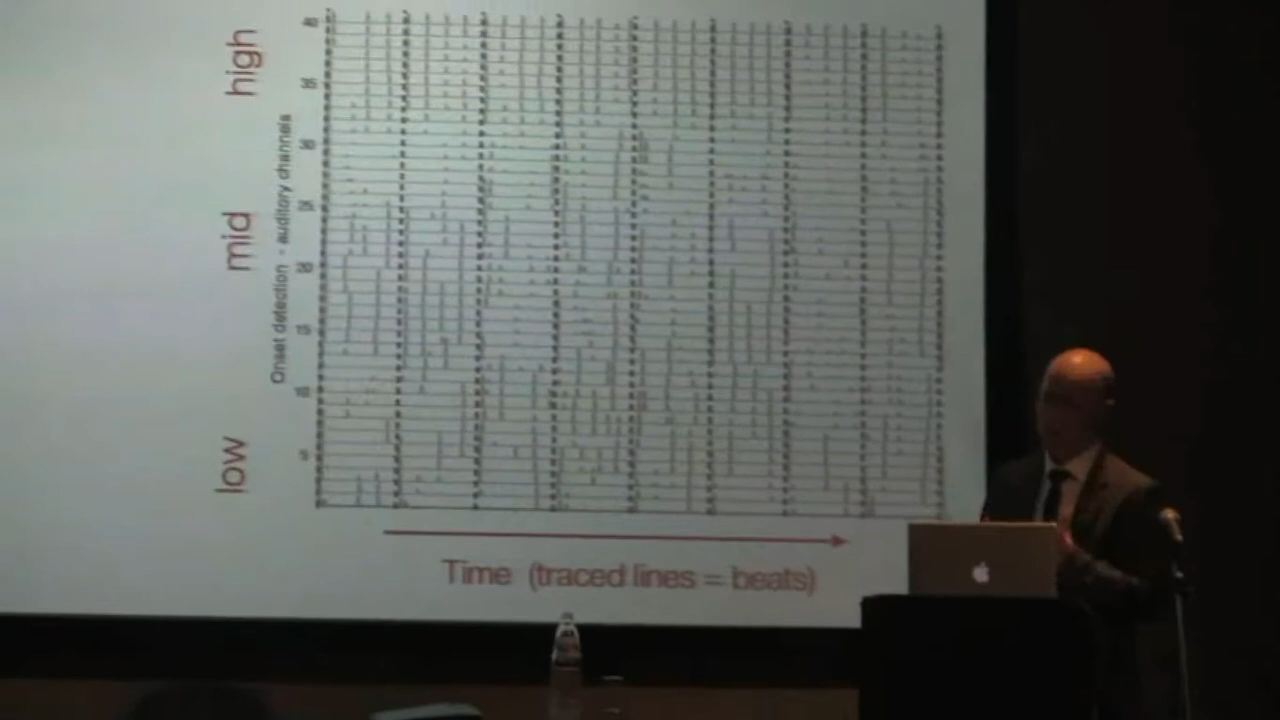 high
mid
low
Onset detection - auditory channels
40
35
30
25
20
15
10
5
Time (traced lines = beats)